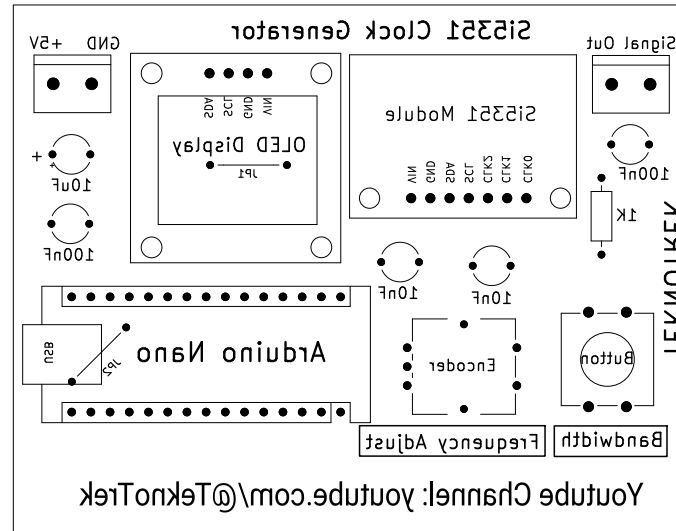 Si5351 Clock Generator
+5V GND
Signal Out
SDA
SCL
GND
VIN
OLED Display
JP1
Si5351 Module
VIN
GND
SDA
SCL
CLK2
CLK1
CLK0
+
10uF
100nF
100nF
1K
TEKNOTREK
10nF
10nF
USB
JP2
Arduino Nano
Encoder
Button
Frequency Adjust
Bandwidth
Youtube Channel: youtube.com/@TeknoTrek